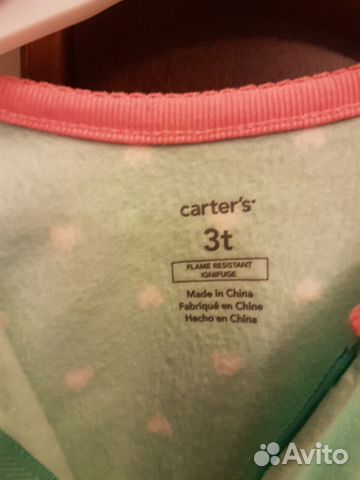 carter's
3t
FLAME RESISTANT
IGNIFUGE
Made in China
Fabriqué en Chine
Hecho en China
Avito